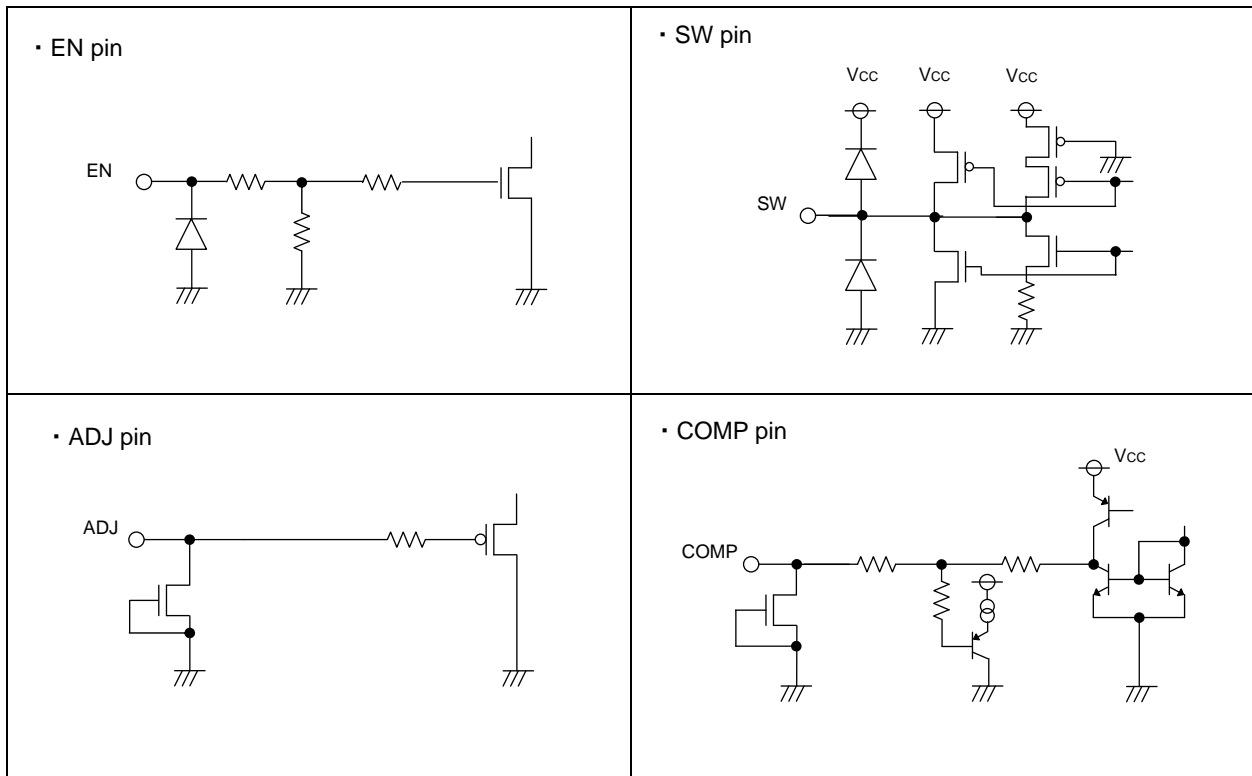 ・EN pin
EN
・SW pin
VCC VCC VCC
SW
・ADJ pin
ADJ
・COMP pin
VCC
COMP